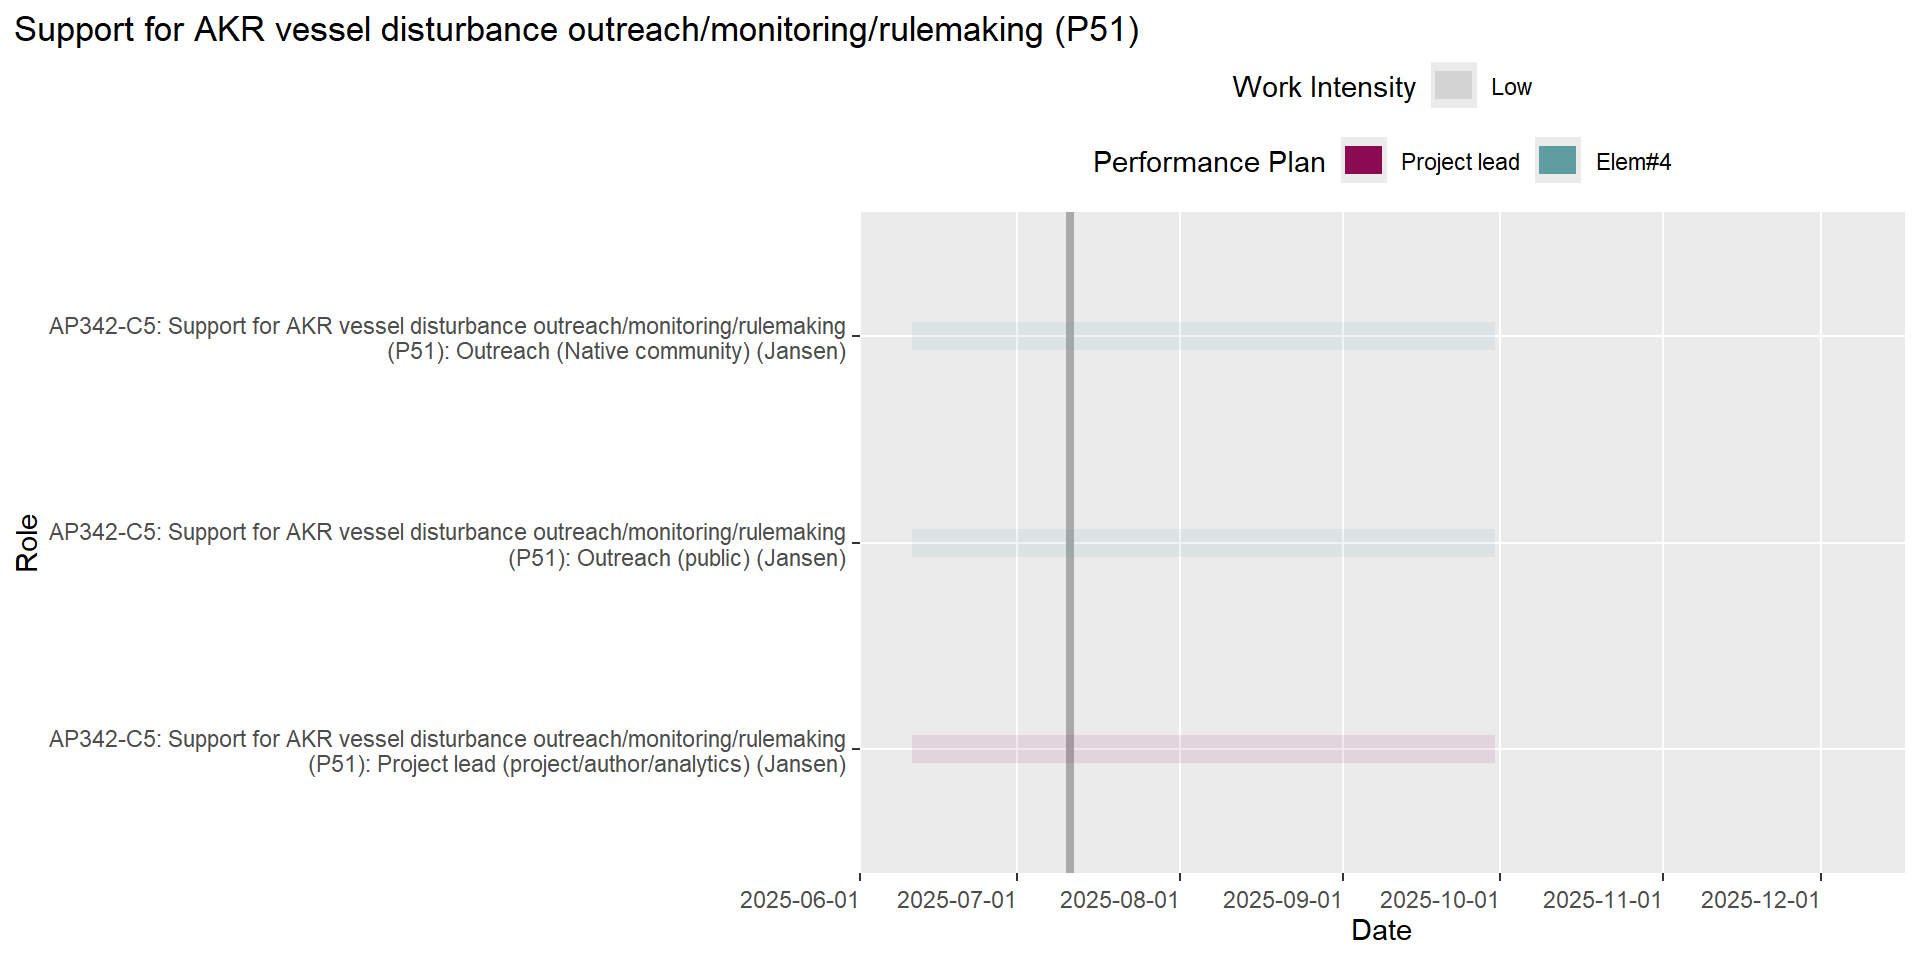 Support for AKR vessel disturbance outreach/monitoring/rulemaking (P51)
Work Intensity Low
Performance Plan Project lead Elem#4
AP342-C5: Support for AKR vessel disturbance outreach/monitoring/rulemaking
(P51): Outreach (Native community) (Jansen)
Role
AP342-C5: Support for AKR vessel disturbance outreach/monitoring/rulemaking
(P51): Outreach (public) (Jansen)
AP342-C5: Support for AKR vessel disturbance outreach/monitoring/rulemaking
(P51): Project lead (project/author/analytics) (Jansen)
2025-06-01 2025-07-01 2025-08-01 2025-09-01 2025-10-01 2025-11-01 2025-12-01
Date